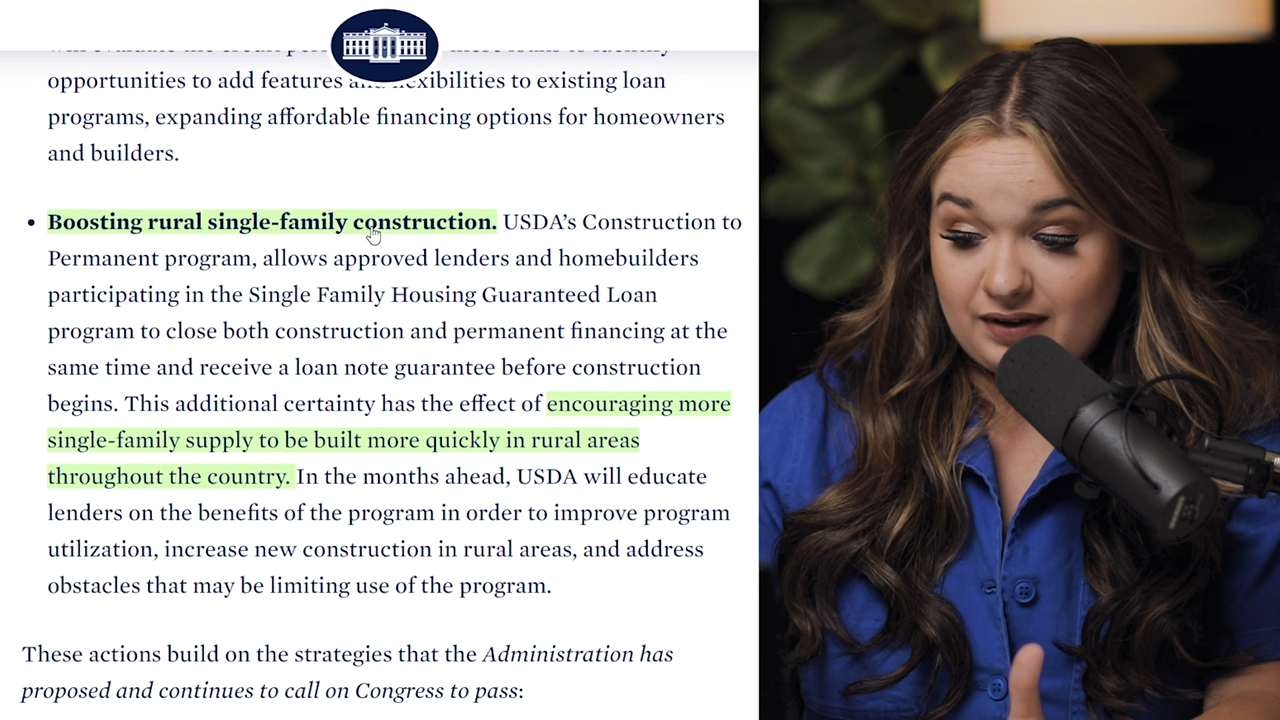 opportunities to add features and flexibilities to existing loan
programs, expanding affordable financing options for homeowners
and builders.
• Boosting rural single-family construction. USDA's Construction to
Permanent program, allows approved lenders and homebuilders
participating in the Single Family Housing Guaranteed Loan
program to close both construction and permanent financing at the
same time and receive a loan note guarantee before construction
begins. This additional certainty has the effect of encouraging more
single-family supply to be built more quickly in rural areas
throughout the country. In the months ahead, USDA will educate
lenders on the benefits of the program in order to improve program
utilization, increase new construction in rural areas, and address
obstacles that may be limiting use of the program.
These actions build on the strategies that the Administration has
proposed and continues to call on Congress to pass: